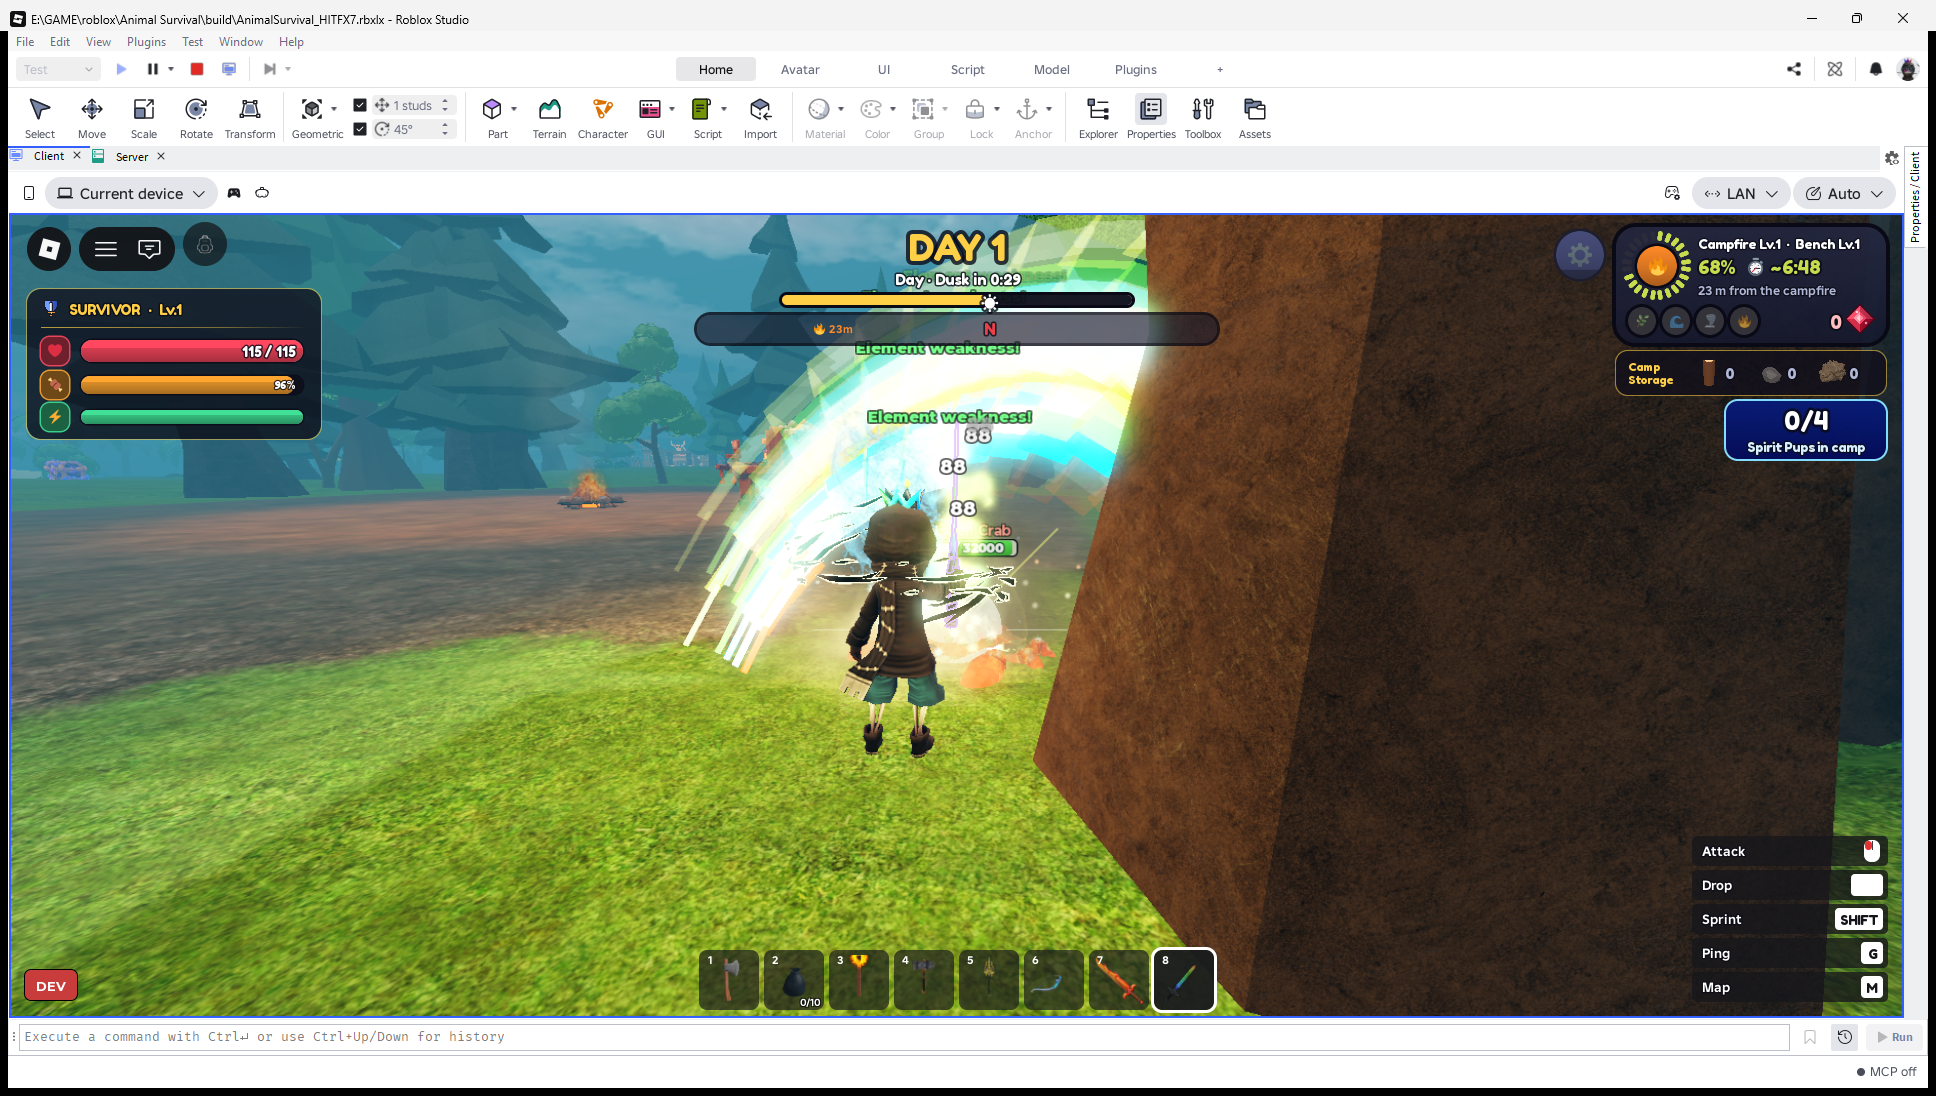 E:\GAME\roblox\Animal Survival\build\AnimalSurvival_HITFX7.rbxlx - Roblox Studio
File Edit View Plugins Test Window Help
Test
Home Avatar UI Script Model Plugins +
Select Move Scale Rotate Transform Geometric 1 studs 45° Part Terrain Character GUI Script Import Material Color Group Lock Anchor Explorer Properties Toolbox Assets
Client Server
Properties / Client
Current device
LAN Auto
DAY 1
Day · Dusk in 0:29
23m N
SURVIVOR · Lv.1
115 / 115
96%
Campfire Lv.1 · Bench Lv.1
68% ~6:48
23 m from the campfire
0
Camp Storage 0 0 0
0/4
Spirit Pups in camp
Element weakness!
Element weakness!
88
88
88
Crab
32000
Attack
Drop
Sprint SHIFT
Ping G
Map M
DEV
1 2 3 4 5 6 7 8
0/10
Execute a command with Ctrl↵ or use Ctrl+Up/Down for history
Run
MCP off